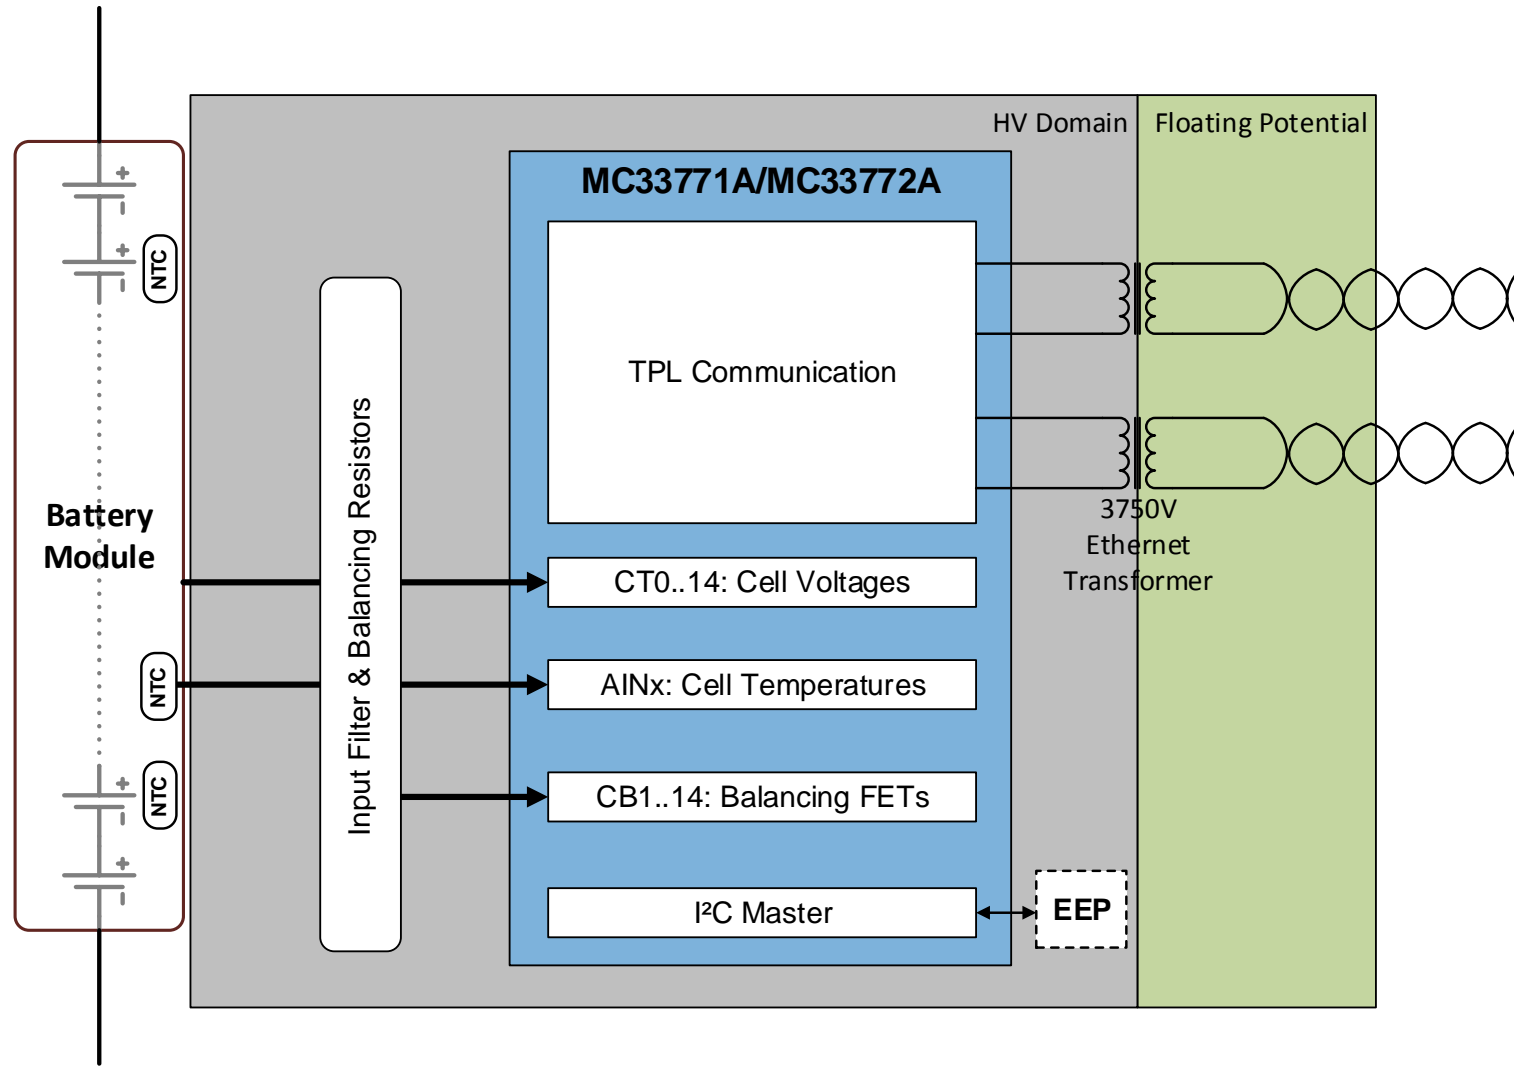 HV Domain
Floating Potential
MC33771A/MC33772A
+
+
NTC
TPL Communication
Input Filter & Balancing Resistors
Battery
Module
3750V
Ethernet
Transformer
CT0..14: Cell Voltages
NTC
AINx: Cell Temperatures
+
NTC
CB1..14: Balancing FETs
+
I²C Master
EEP